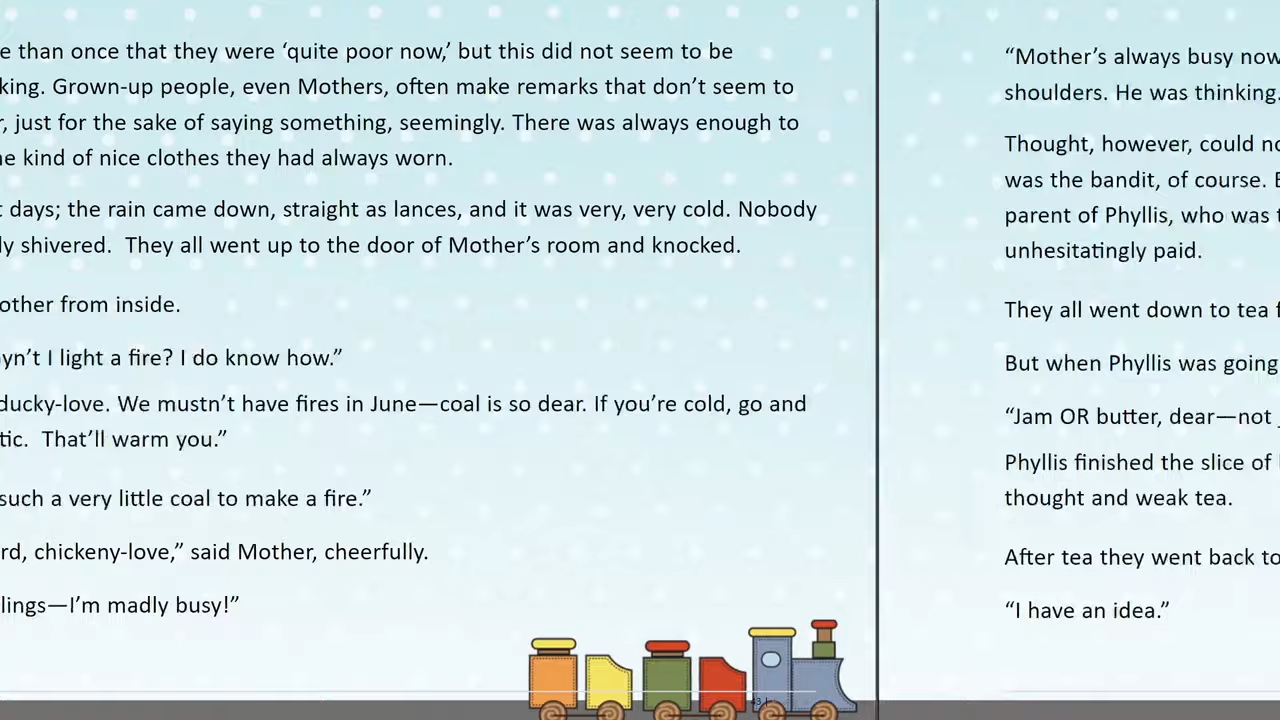 e than once that they were ‘quite poor now,’ but this did not seem to be
king. Grown-up people, even Mothers, often make remarks that don’t seem to
r, just for the sake of saying something, seemingly. There was always enough to
e kind of nice clothes they had always worn.
t days; the rain came down, straight as lances, and it was very, very cold. Nobody
ly shivered.  They all went up to the door of Mother’s room and knocked.
other from inside.
yn’t I light a fire? I do know how.”
ducky-love. We mustn’t have fires in June—coal is so dear. If you’re cold, go and
tic.  That’ll warm you.”
such a very little coal to make a fire.”
rd, chickeny-love,” said Mother, cheerfully.
lings—I’m madly busy!”
“Mother’s always busy now
shoulders. He was thinking.
Thought, however, could no
was the bandit, of course.
parent of Phyllis, who was t
unhesitatingly paid.
They all went down to tea f
But when Phyllis was going
“Jam OR butter, dear—not j
Phyllis finished the slice of
thought and weak tea.
After tea they went back to
“I have an idea.”